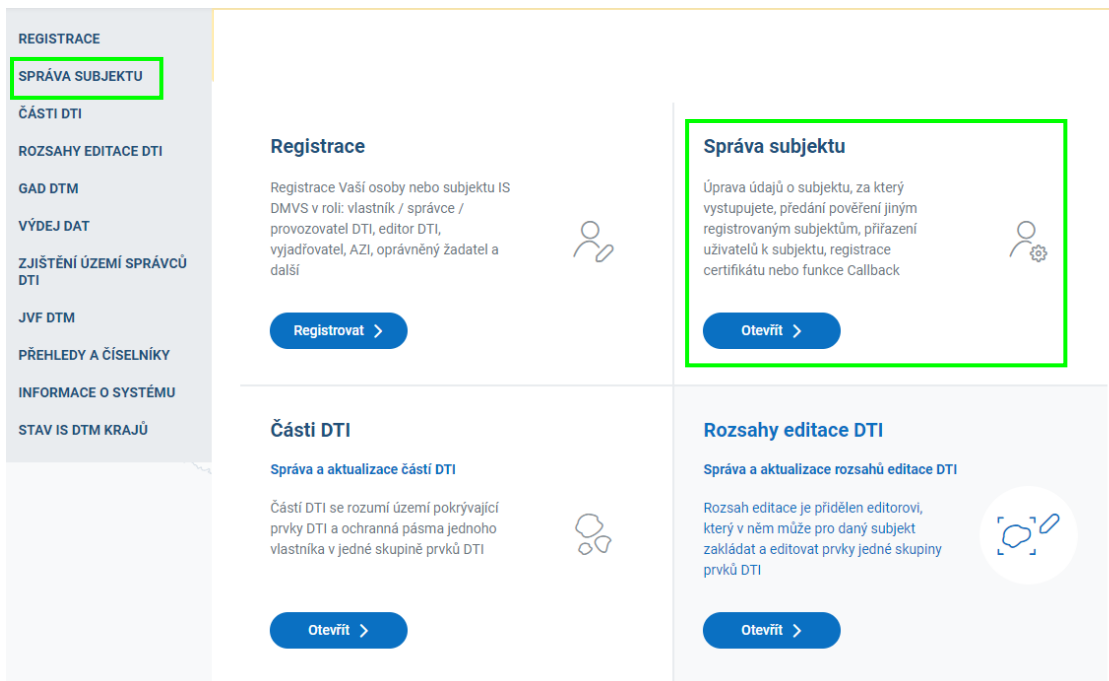 REGISTRACE
SPRÁVA SUBJEKTU
ČÁSTI DTI
ROZSAHY EDITACE DTI
GAD DTM
VÝDEJ DAT
ZJIŠTĚNÍ ÚZEMÍ SPRÁVCŮ
DTI
JVF DTM
PŘEHLEDY A ČÍSELNÍKY
INFORMACE O SYSTÉMU
STAV IS DTM KRAJŮ
Registrace
Registrace Vaší osoby nebo subjektu IS
DMVS v roli: vlastník / správce /
provozovatel DTI, editor DTI,
vyjadřovatel, AZI, oprávněný žadatel a
další
Registrovat
Správa subjektu
Úprava údajů o subjektu, za který
vystupujete, předání pověření jiným
registrovaným subjektům, přiřazení
uživatelů k subjektu, registrace
certifikátu nebo funkce Callback
Otevřít
Části DTI
Správa a aktualizace částí DTI
Částí DTI se rozumí území pokrývající
prvky DTI a ochranná pásma jednoho
vlastníka v jedné skupině prvků DTI
Otevřít
Rozsahy editace DTI
Správa a aktualizace rozsahů editace DTI
Rozsah editace je přidělen editorovi,
který v něm může pro daný subjekt
zakládat a editovat prvky jedné skupiny
prvků DTI
Otevřít